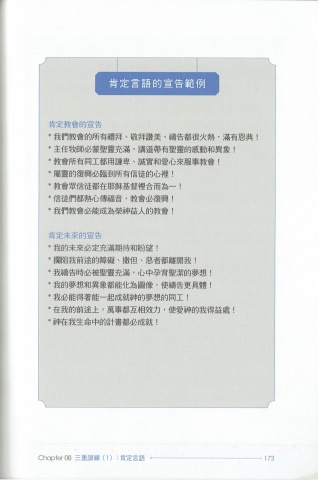 肯定言語的宣告範例
肯定教會的宣告
* 我們教會的所有禮拜、敬拜讚美、禱告都很火熱，滿有恩典！
* 主任牧師必蒙聖靈充滿，講道帶有聖靈的感動和異象！
* 教會所有同工都用謙卑、誠實和愛心來服事教會！
* 屬靈的復興必臨到所有信徒的心裡！
* 教會眾信徒都在耶穌基督裡合而為一！
* 信徒們都熱心傳福音，教會必復興！
* 我們教會必能成為榮神益人的教會！
肯定未來的宣告
* 我的未來必定充滿期待和盼望！
* 攔阻我前途的障礙、撒但、惡者都離開我！
* 我禱告時必被聖靈充滿，心中孕育聖潔的夢想！
* 我的夢想和異象都能化為圖像，使禱告更具體！
* 我必能得著能一起成就神的夢想的同工！
* 在我的前途上，萬事都互相效力，使愛神的我得益處！
* 神在我生命中的計畫都必成就！
Chapter 08 三重訓練（1）：肯定言語 173